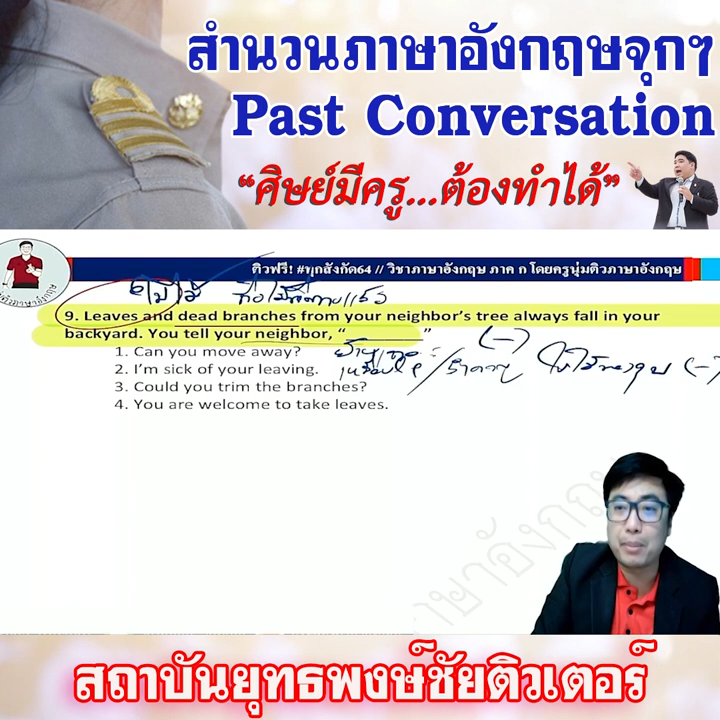 สำนวนภาษาอังกฤษจุกๆ
Past Conversation
“ศิษย์มีครู...ต้องทำได้”
ติวฟรี! #ทุกสังกัด64 // วิชาภาษาอังกฤษ ภาค ก โดยครูนุ่มติวภาษาอังกฤษ
ใบไม้
9. Leaves and dead branches from your neighbor’s tree always fall in your
backyard. You tell your neighbor, “__________”
1. Can you move away?
(-)
2. I’m sick of your leaving.
(-)
3. Could you trim the branches?
4. You are welcome to take leaves.
สถาบันยุทธพงษ์ชัยติวเตอร์